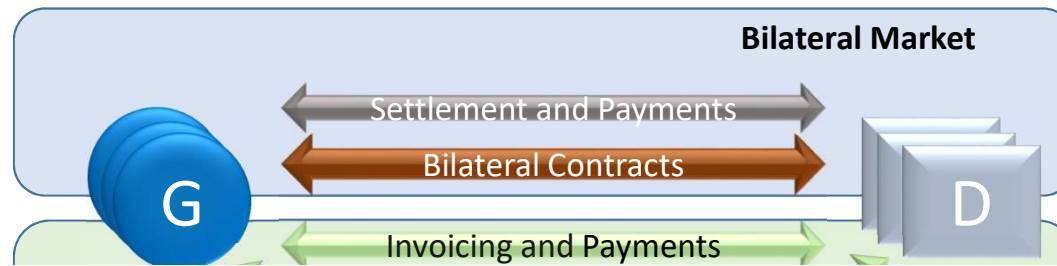 Bilateral Market
Settlement and Payments
Bilateral Contracts
G
D
Invoicing and Payments